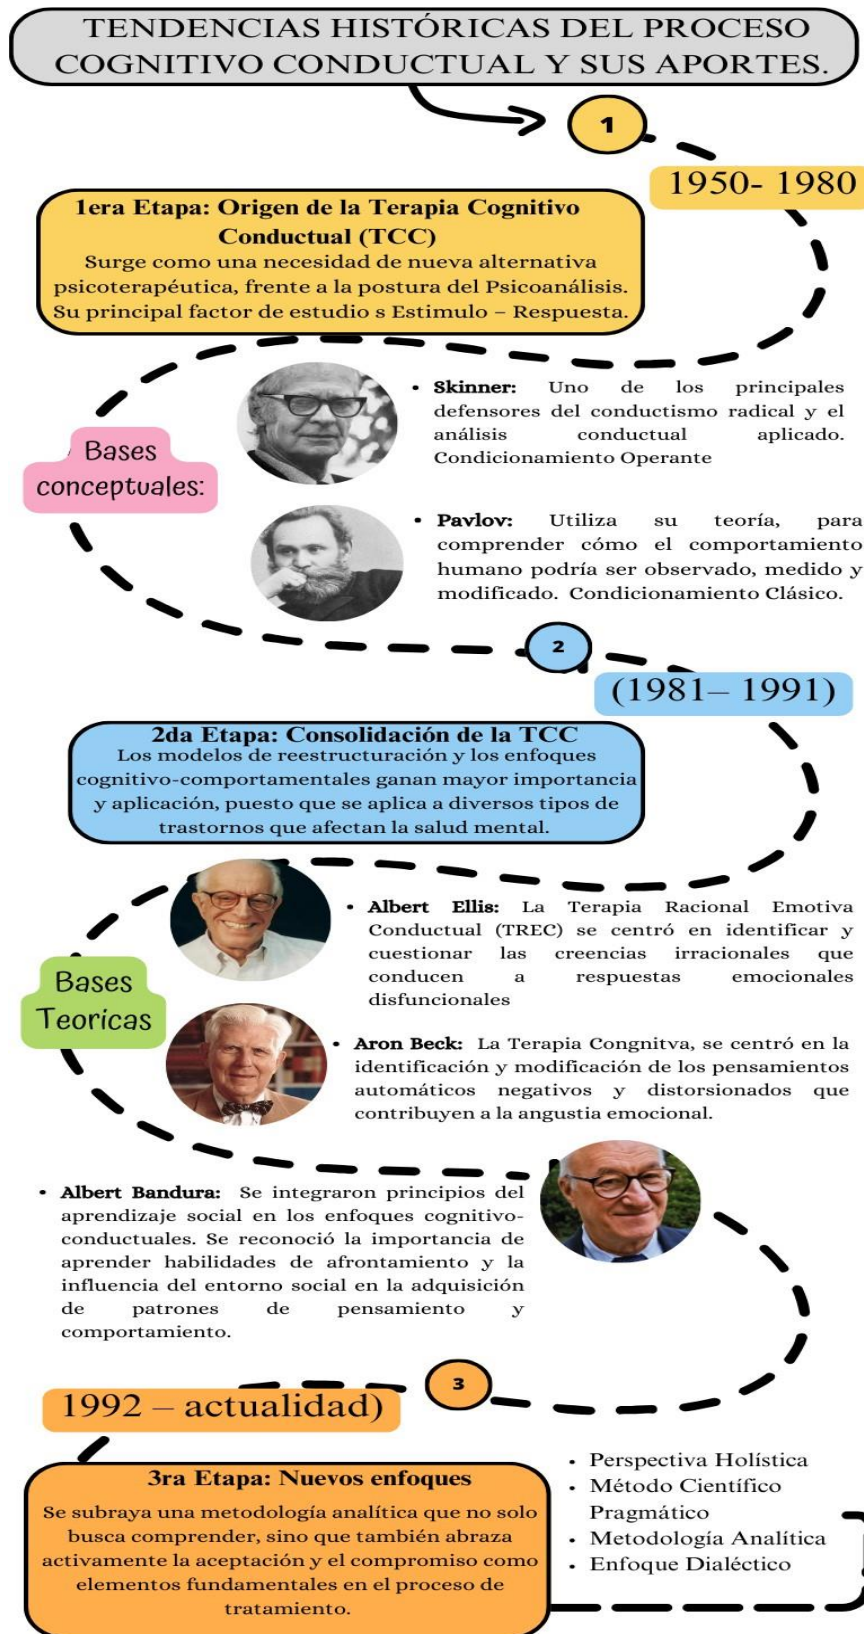 TENDENCIAS HISTÓRICAS DEL PROCESO
COGNITIVO CONDUCTUAL Y SUS APORTES.
1
1950- 1980
1era Etapa: Origen de la Terapia Cognitivo
Conductual (TCC)
Surge como una necesidad de nueva alternativa
psicoterapéutica, frente a la postura del Psicoanálisis.
Su principal factor de estudio s Estimulo – Respuesta.
Bases
conceptuales:
• Skinner: Uno de los principales
defensores del conductismo radical y el
análisis conductual aplicado.
Condicionamiento Operante
• Pavlov: Utiliza su teoría, para
comprender cómo el comportamiento
humano podría ser observado, medido y
modificado. Condicionamiento Clásico.
2
(1981– 1991)
2da Etapa: Consolidación de la TCC
Los modelos de reestructuración y los enfoques
cognitivo-comportamentales ganan mayor importancia
y aplicación, puesto que se aplica a diversos tipos de
trastornos que afectan la salud mental.
Bases
Teoricas
• Albert Ellis: La Terapia Racional Emotiva
Conductual (TREC) se centró en identificar y
cuestionar las creencias irracionales que
conducen a respuestas emocionales
disfuncionales
• Aron Beck: La Terapia Congnitva, se centró en la
identificación y modificación de los pensamientos
automáticos negativos y distorsionados que
contribuyen a la angustia emocional.
• Albert Bandura: Se integraron principios del
aprendizaje social en los enfoques cognitivo-
conductuales. Se reconoció la importancia de
aprender habilidades de afrontamiento y la
influencia del entorno social en la adquisición
de patrones de pensamiento y
comportamiento.
3
1992 – actualidad)
3ra Etapa: Nuevos enfoques
Se subraya una metodología analítica que no solo
busca comprender, sino que también abraza
activamente la aceptación y el compromiso como
elementos fundamentales en el proceso de
tratamiento.
• Perspectiva Holística
• Método Científico
Pragmático
• Metodología Analítica
• Enfoque Dialéctico